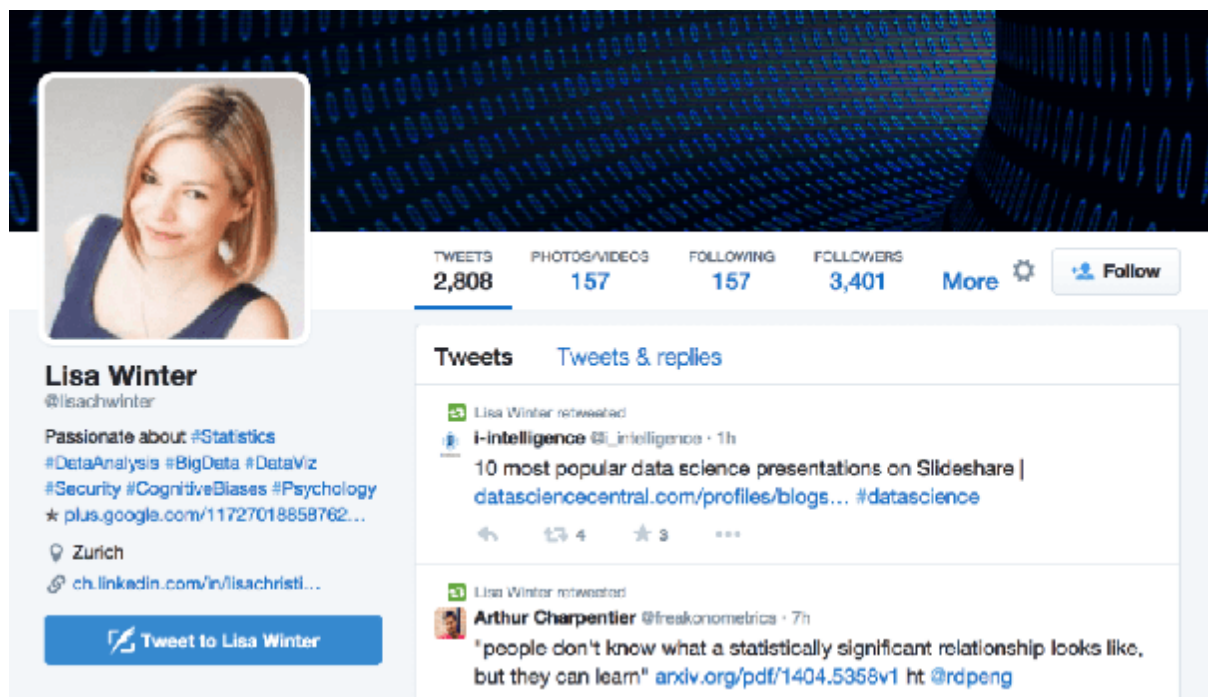 TWEETS PHOTOS/VIDEOS FOLLOWING FOLLOWERS
2,808 157 157 3,401 More Follow
Lisa Winter
@lisachwinter
Passionate about #Statistics
#DataAnalysis #BigData #DataViz
#Security #CognitiveBiases #Psychology
★ plus.google.com/11727018858762...
Zurich
ch.linkedin.com/in/lisachristi...
Tweet to Lisa Winter
Tweets Tweets & replies
Lisa Winter retweeted
i-intelligence @i_intelligence · 1h
10 most popular data science presentations on Slideshare |
datasciencecentral.com/profiles/blogs... #datascience
4 3
Lisa Winter retweeted
Arthur Charpentier @freakonometrics · 7h
"people don't know what a statistically significant relationship looks like,
but they can learn" arxiv.org/pdf/1404.5358v1 ht @rdpeng